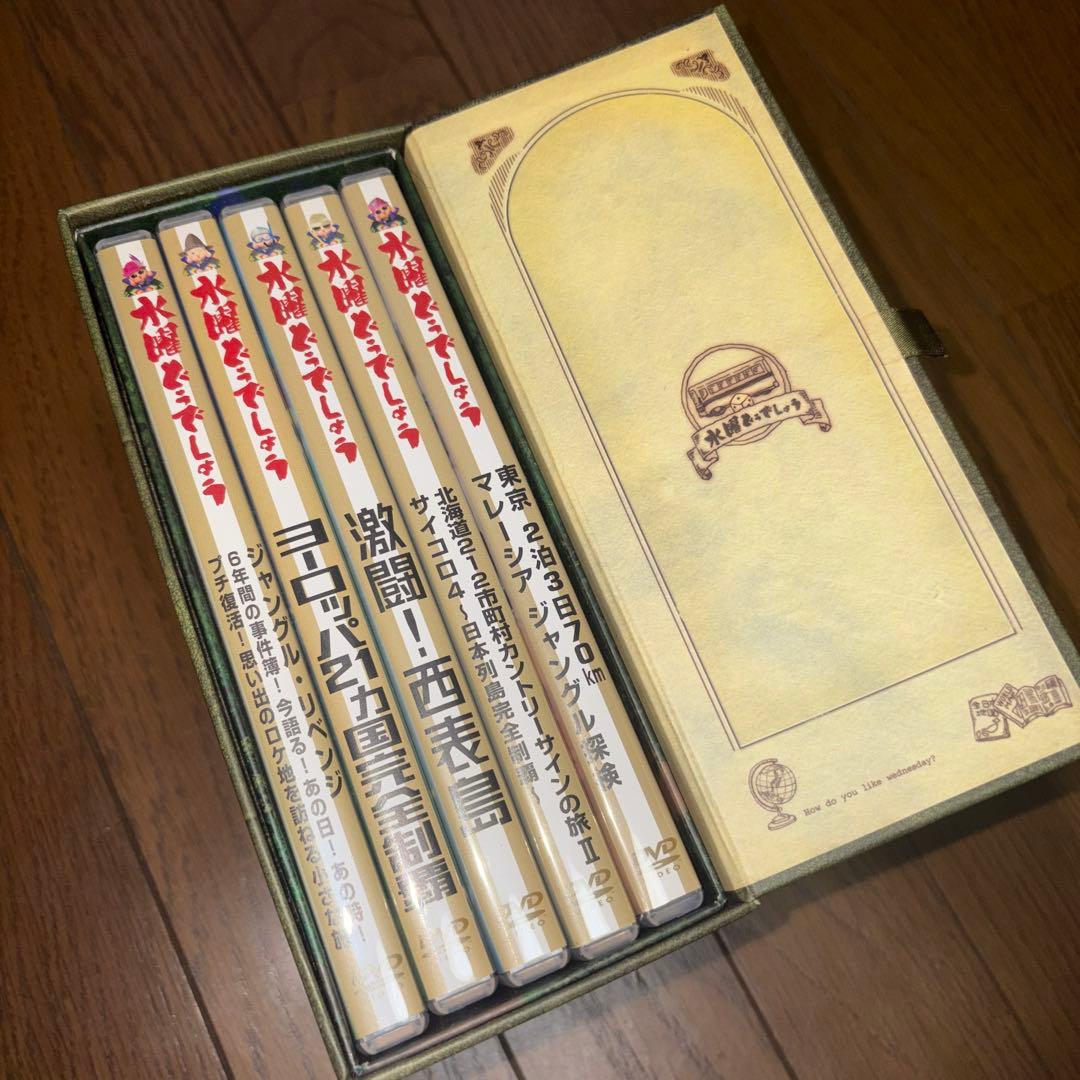 水曜どうでしょう
ジャングル・リベンジ
6年間の事件簿!今語る!あの日!あの時!
プチ復活!思い出のロケ地を訪ねる小さな旅
水曜どうでしょう
ヨーロッパ21ヵ国完全制覇
DVD
VIDEO
水曜どうでしょう
激闘!西表島
DVD
VIDEO
水曜どうでしょう
北海道212市町村カントリーサインの旅Ⅱ
サイコロ4~日本列島完全制覇~
DVD
VIDEO
水曜どうでしょう
東京 2泊3日70km
マレーシア ジャングル探検
DVD
VIDEO
水曜どうでしょう
How do you like wednesday?